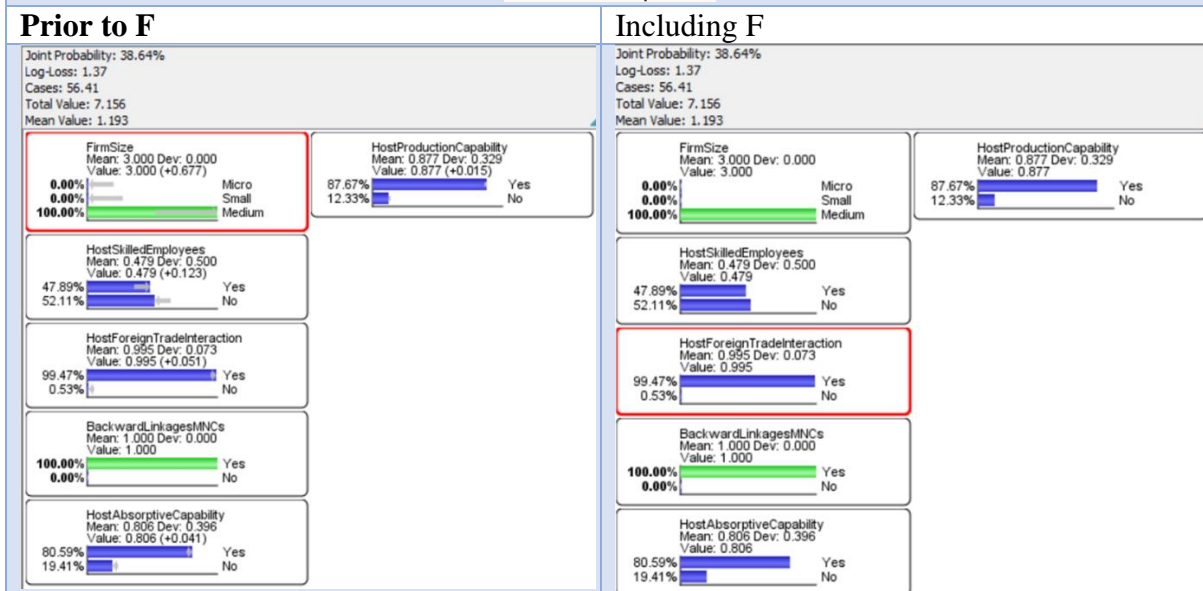 Prior to F
Joint Probability: 38.64%
Log-Loss: 1.37
Cases: 56.41
Total Value: 7.156
Mean Value: 1.193
FirmSize
Mean: 3.000 Dev: 0.000
Value: 3.000 (+0.677)
0.00% Micro
0.00% Small
100.00% Medium
HostProductionCapability
Mean: 0.877 Dev: 0.329
Value: 0.877 (+0.015)
87.67% Yes
12.33% No
HostSkilledEmployees
Mean: 0.479 Dev: 0.500
Value: 0.479 (+0.123)
47.89% Yes
52.11% No
HostForeignTradeInteraction
Mean: 0.995 Dev: 0.073
Value: 0.995 (+0.051)
99.47% Yes
0.53% No
BackwardLinkagesMNCs
Mean: 1.000 Dev: 0.000
Value: 1.000
100.00% Yes
0.00% No
HostAbsorptiveCapability
Mean: 0.806 Dev: 0.396
Value: 0.806 (+0.041)
80.59% Yes
19.41% No
Including F
Joint Probability: 38.64%
Log-Loss: 1.37
Cases: 56.41
Total Value: 7.156
Mean Value: 1.193
FirmSize
Mean: 3.000 Dev: 0.000
Value: 3.000
0.00% Micro
0.00% Small
100.00% Medium
HostProductionCapability
Mean: 0.877 Dev: 0.329
Value: 0.877
87.67% Yes
12.33% No
HostSkilledEmployees
Mean: 0.479 Dev: 0.500
Value: 0.479
47.89% Yes
52.11% No
HostForeignTradeInteraction
Mean: 0.995 Dev: 0.073
Value: 0.995
99.47% Yes
0.53% No
BackwardLinkagesMNCs
Mean: 1.000 Dev: 0.000
Value: 1.000
100.00% Yes
0.00% No
HostAbsorptiveCapability
Mean: 0.806 Dev: 0.396
Value: 0.806
80.59% Yes
19.41% No